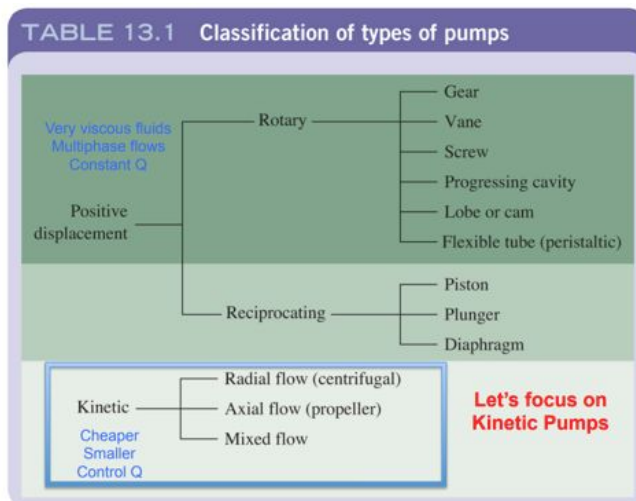 TABLE 13.1 Classification of types of pumps
Very viscous fluids
Multiphase flows
Constant Q
Positive
displacement
Rotary
Gear
Vane
Screw
Progressing cavity
Lobe or cam
Flexible tube (peristaltic)
Reciprocating
Piston
Plunger
Diaphragm
Kinetic
Cheaper
Smaller
Control Q
Radial flow (centrifugal)
Axial flow (propeller)
Mixed flow
Let's focus on
Kinetic Pumps